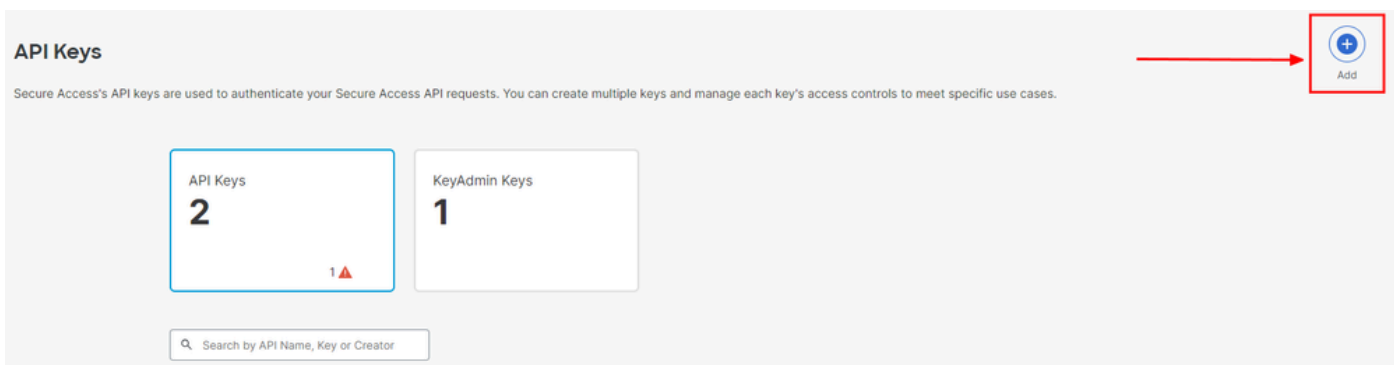 API Keys
Add
Secure Access's API keys are used to authenticate your Secure Access API requests. You can create multiple keys and manage each key's access controls to meet specific use cases.
API Keys
2
1
KeyAdmin Keys
1
Search by API Name, Key or Creator